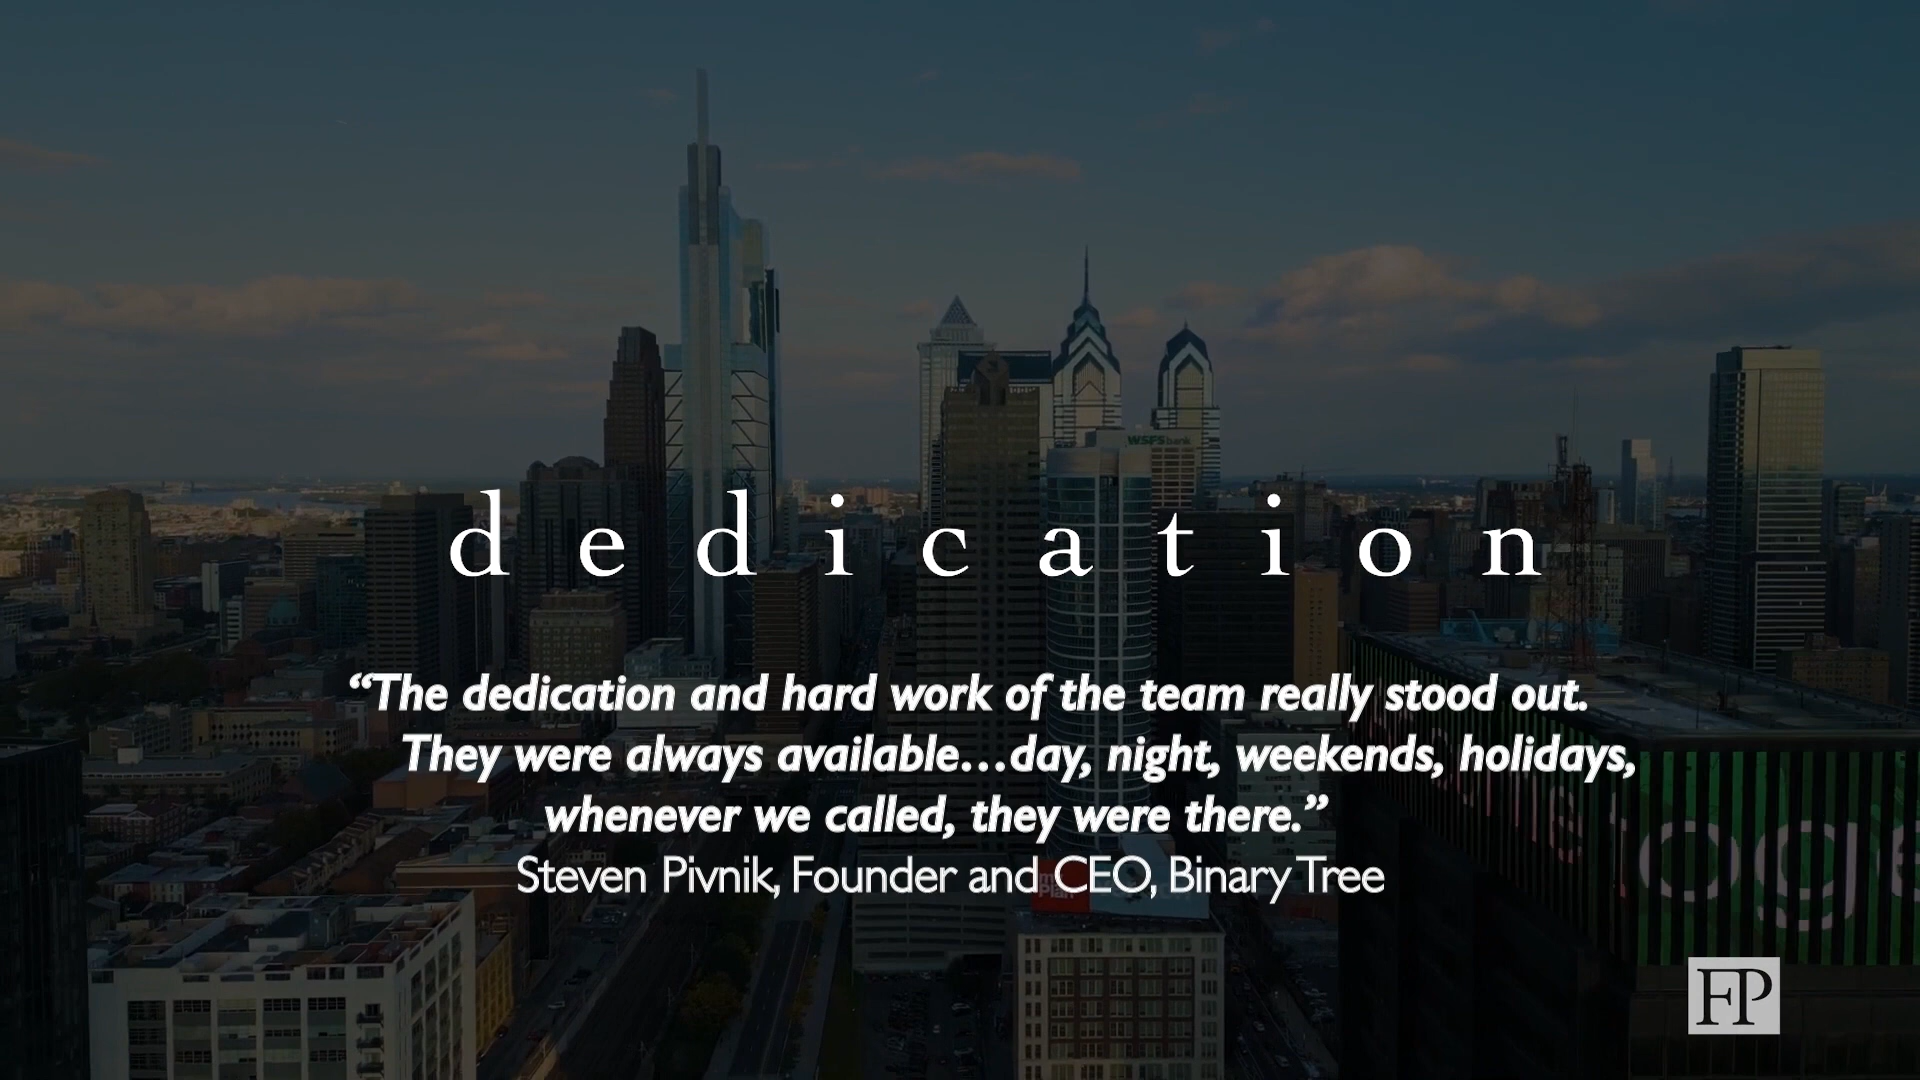 WSFS bank
d e d i c a t i o n
“The dedication and hard work of the team really stood out.
They were always available…day, night, weekends, holidays,
whenever we called, they were there.”
Steven Pivnik, Founder and CEO, Binary Tree
FP